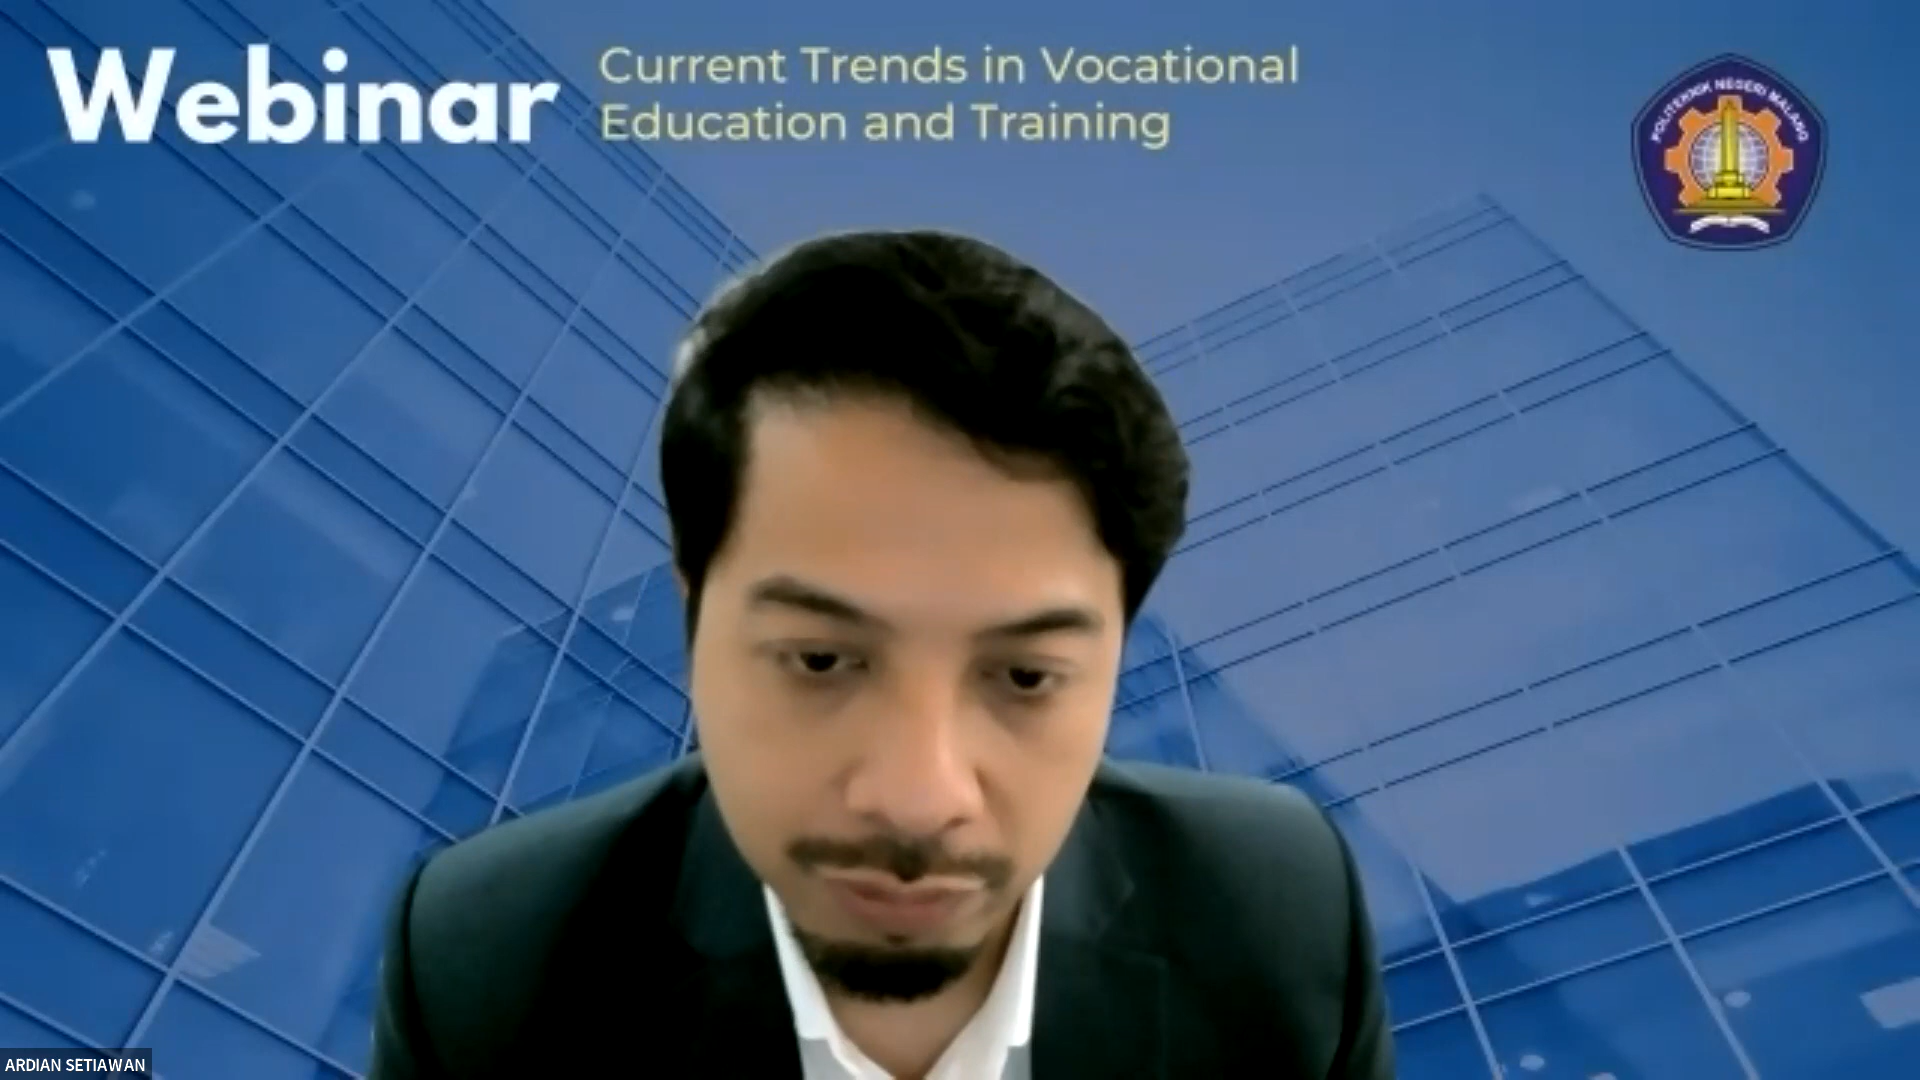 Webinar
Current Trends in Vocational
Education and Training
POLITEKNIK NEGERI MALANG
ARDIAN SETIAWAN